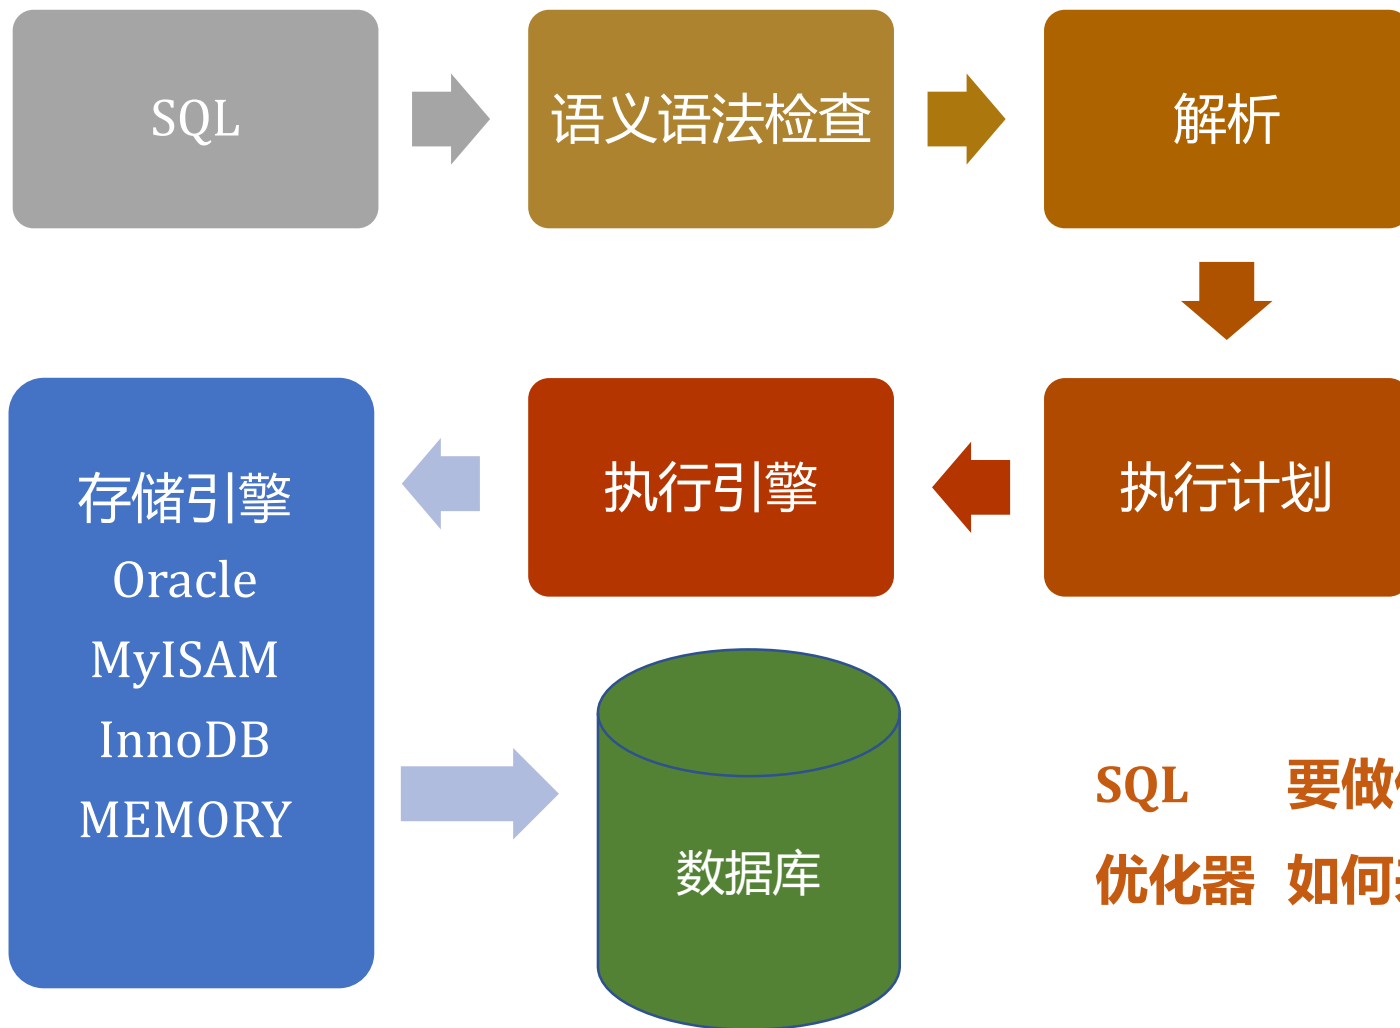 SQL
语义语法检查
解析
存储引擎
Oracle
MyISAM
InnoDB
MEMORY
执行引擎
执行计划
数据库
SQL 要做
优化器 如何